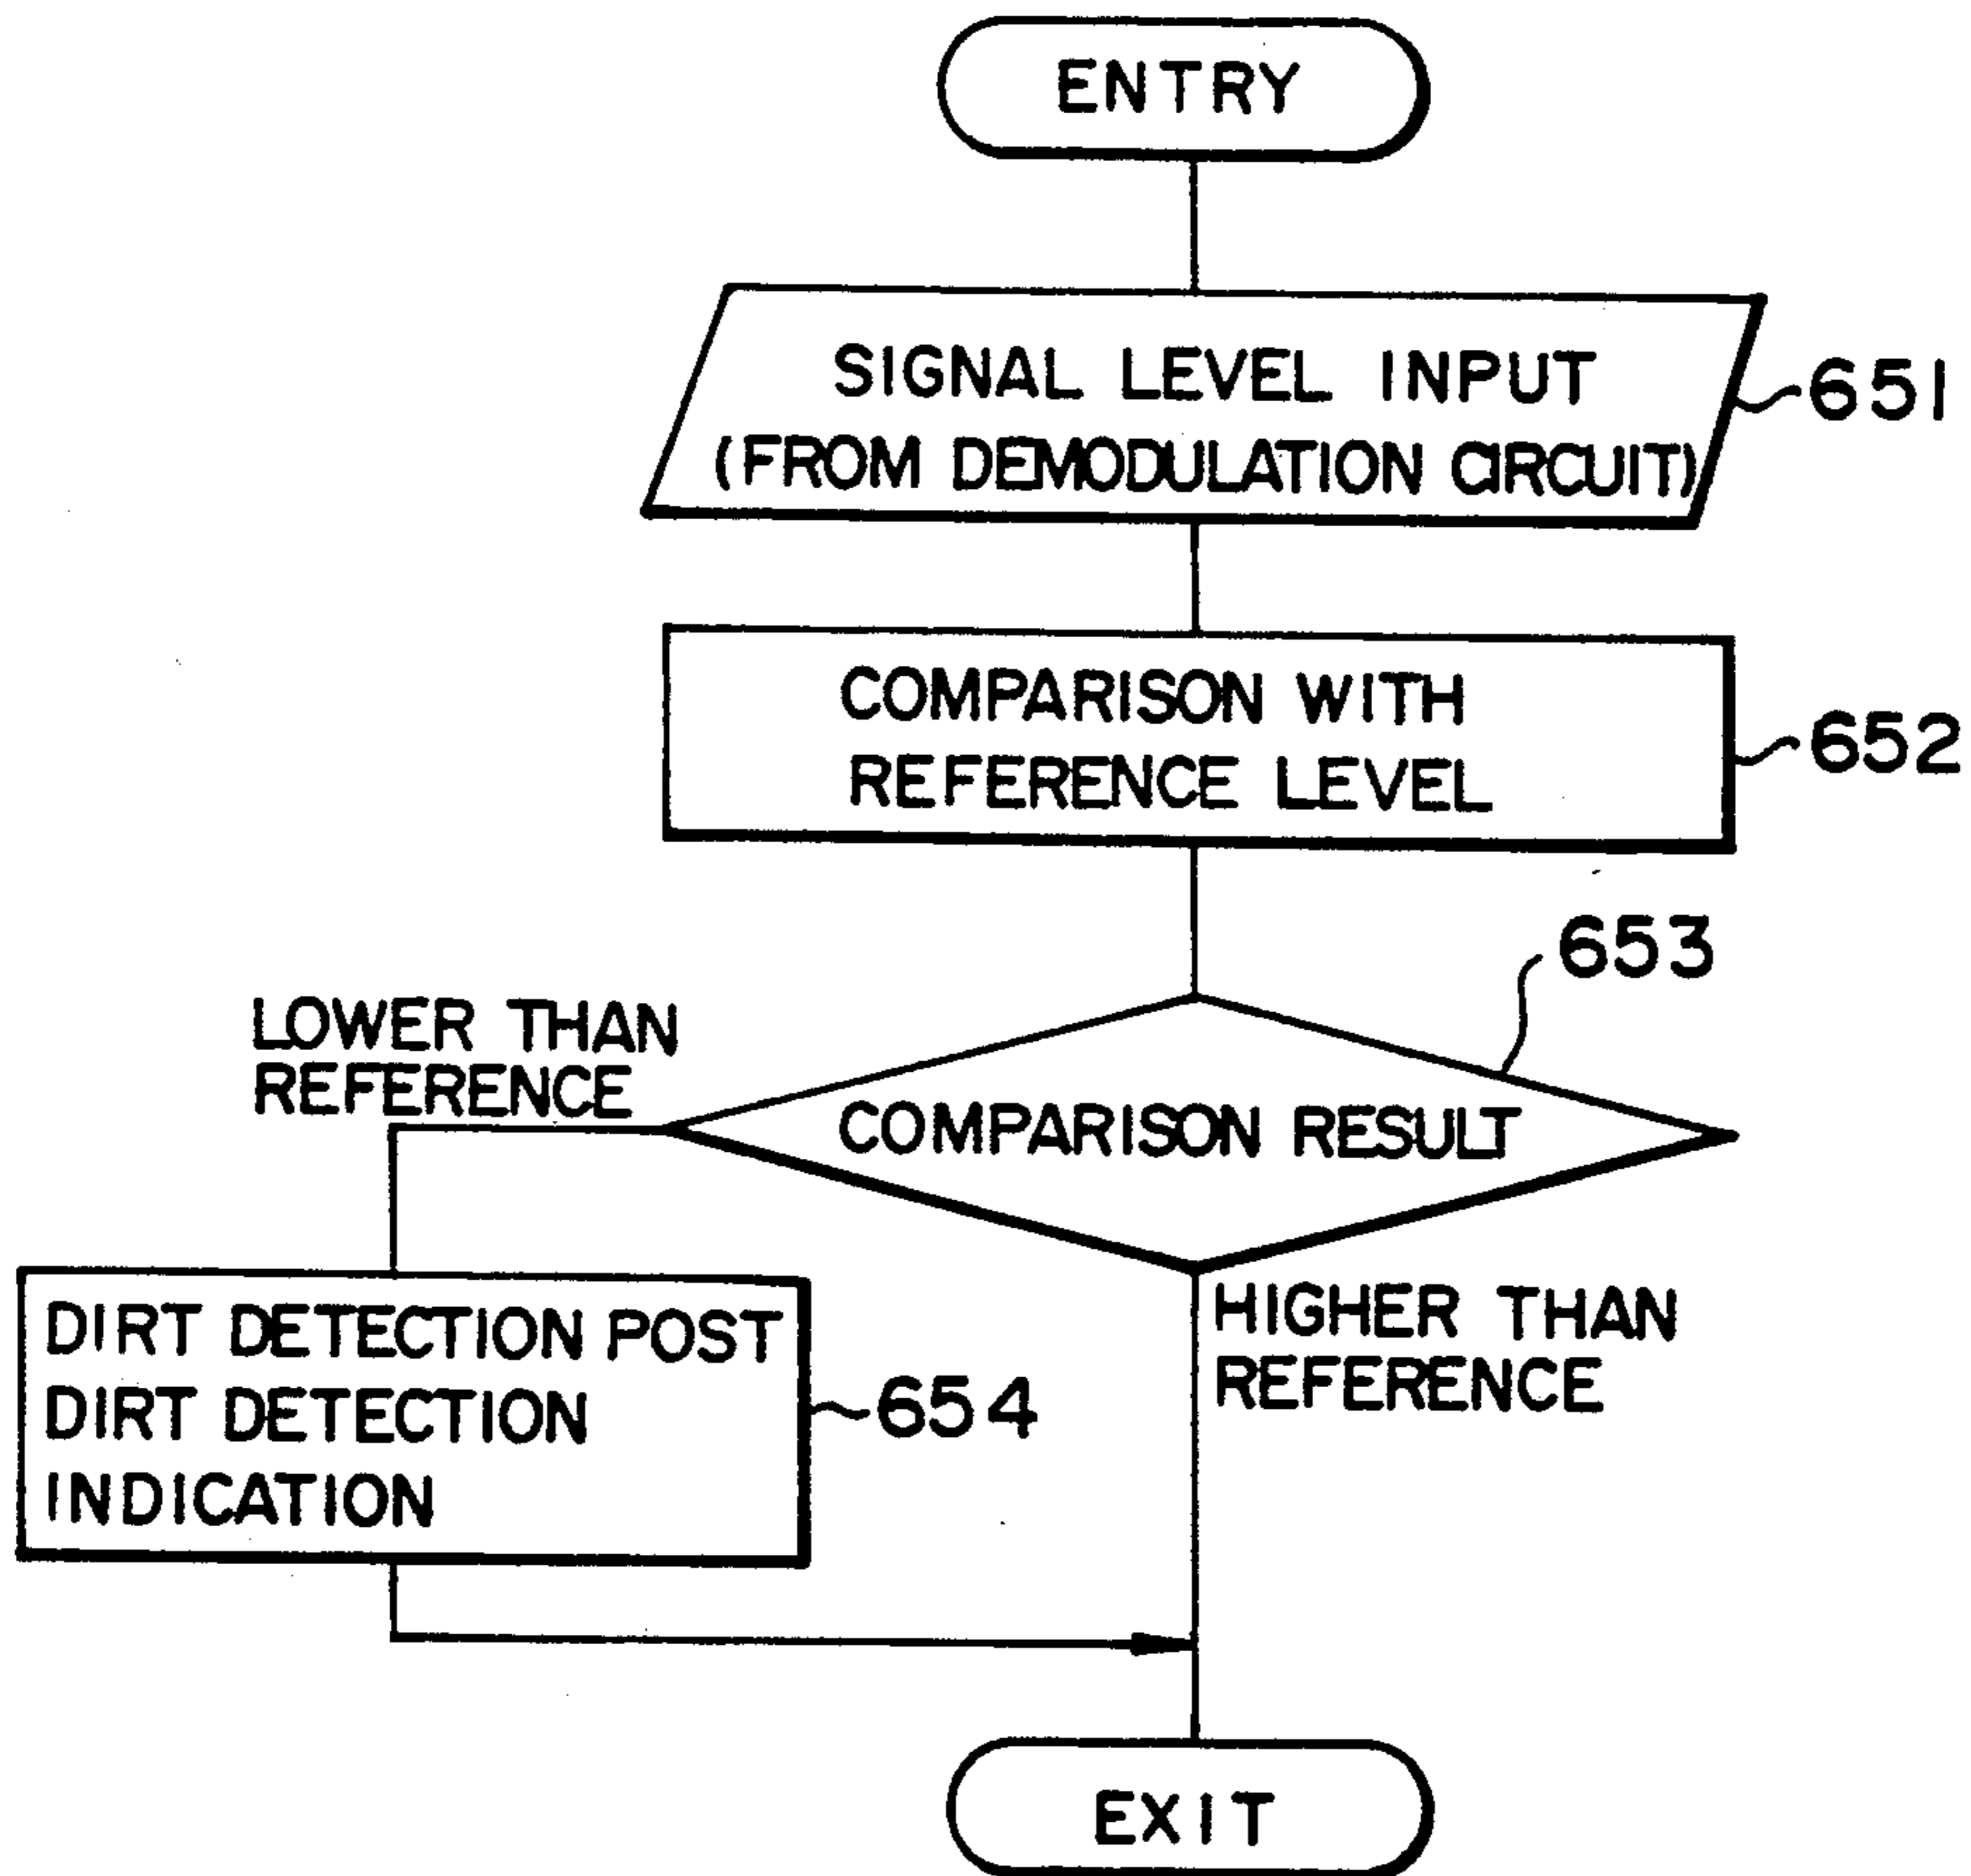 ENTRY
SIGNAL LEVEL INPUT
(FROM DEMODULATION CIRCUIT)
651
COMPARISON WITH
REFERENCE LEVEL
652
653
LOWER THAN
REFERENCE
COMPARISON RESULT
HIGHER THAN
REFERENCE
DIRT DETECTION POST
DIRT DETECTION
INDICATION
654
EXIT